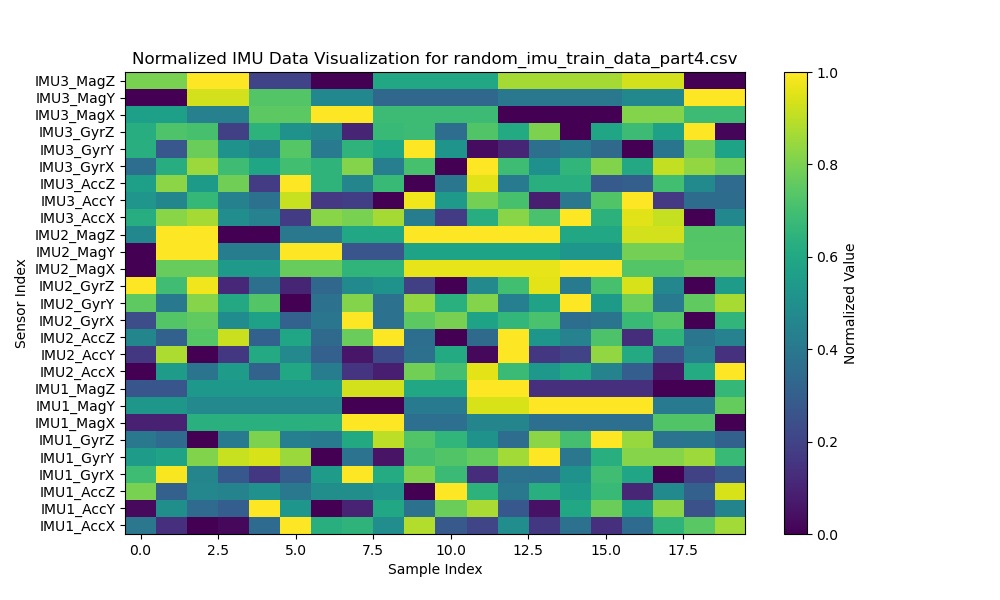 Normalized IMU Data Visualization for random_imu_train_data_part4.csv
Sensor Index
IMU3_MagZ
IMU3_MagY
IMU3_MagX
IMU3_GyrZ
IMU3_GyrY
IMU3_GyrX
IMU3_AccZ
IMU3_AccY
IMU3_AccX
IMU2_MagZ
IMU2_MagY
IMU2_MagX
IMU2_GyrZ
IMU2_GyrY
IMU2_GyrX
IMU2_AccZ
IMU2_AccY
IMU2_AccX
IMU1_MagZ
IMU1_MagY
IMU1_MagX
IMU1_GyrZ
IMU1_GyrY
IMU1_GyrX
IMU1_AccZ
IMU1_AccY
IMU1_AccX
0.0 2.5 5.0 7.5 10.0 12.5 15.0 17.5
Sample Index
1.0
0.8
0.6
0.4
0.2
0.0
Normalized Value